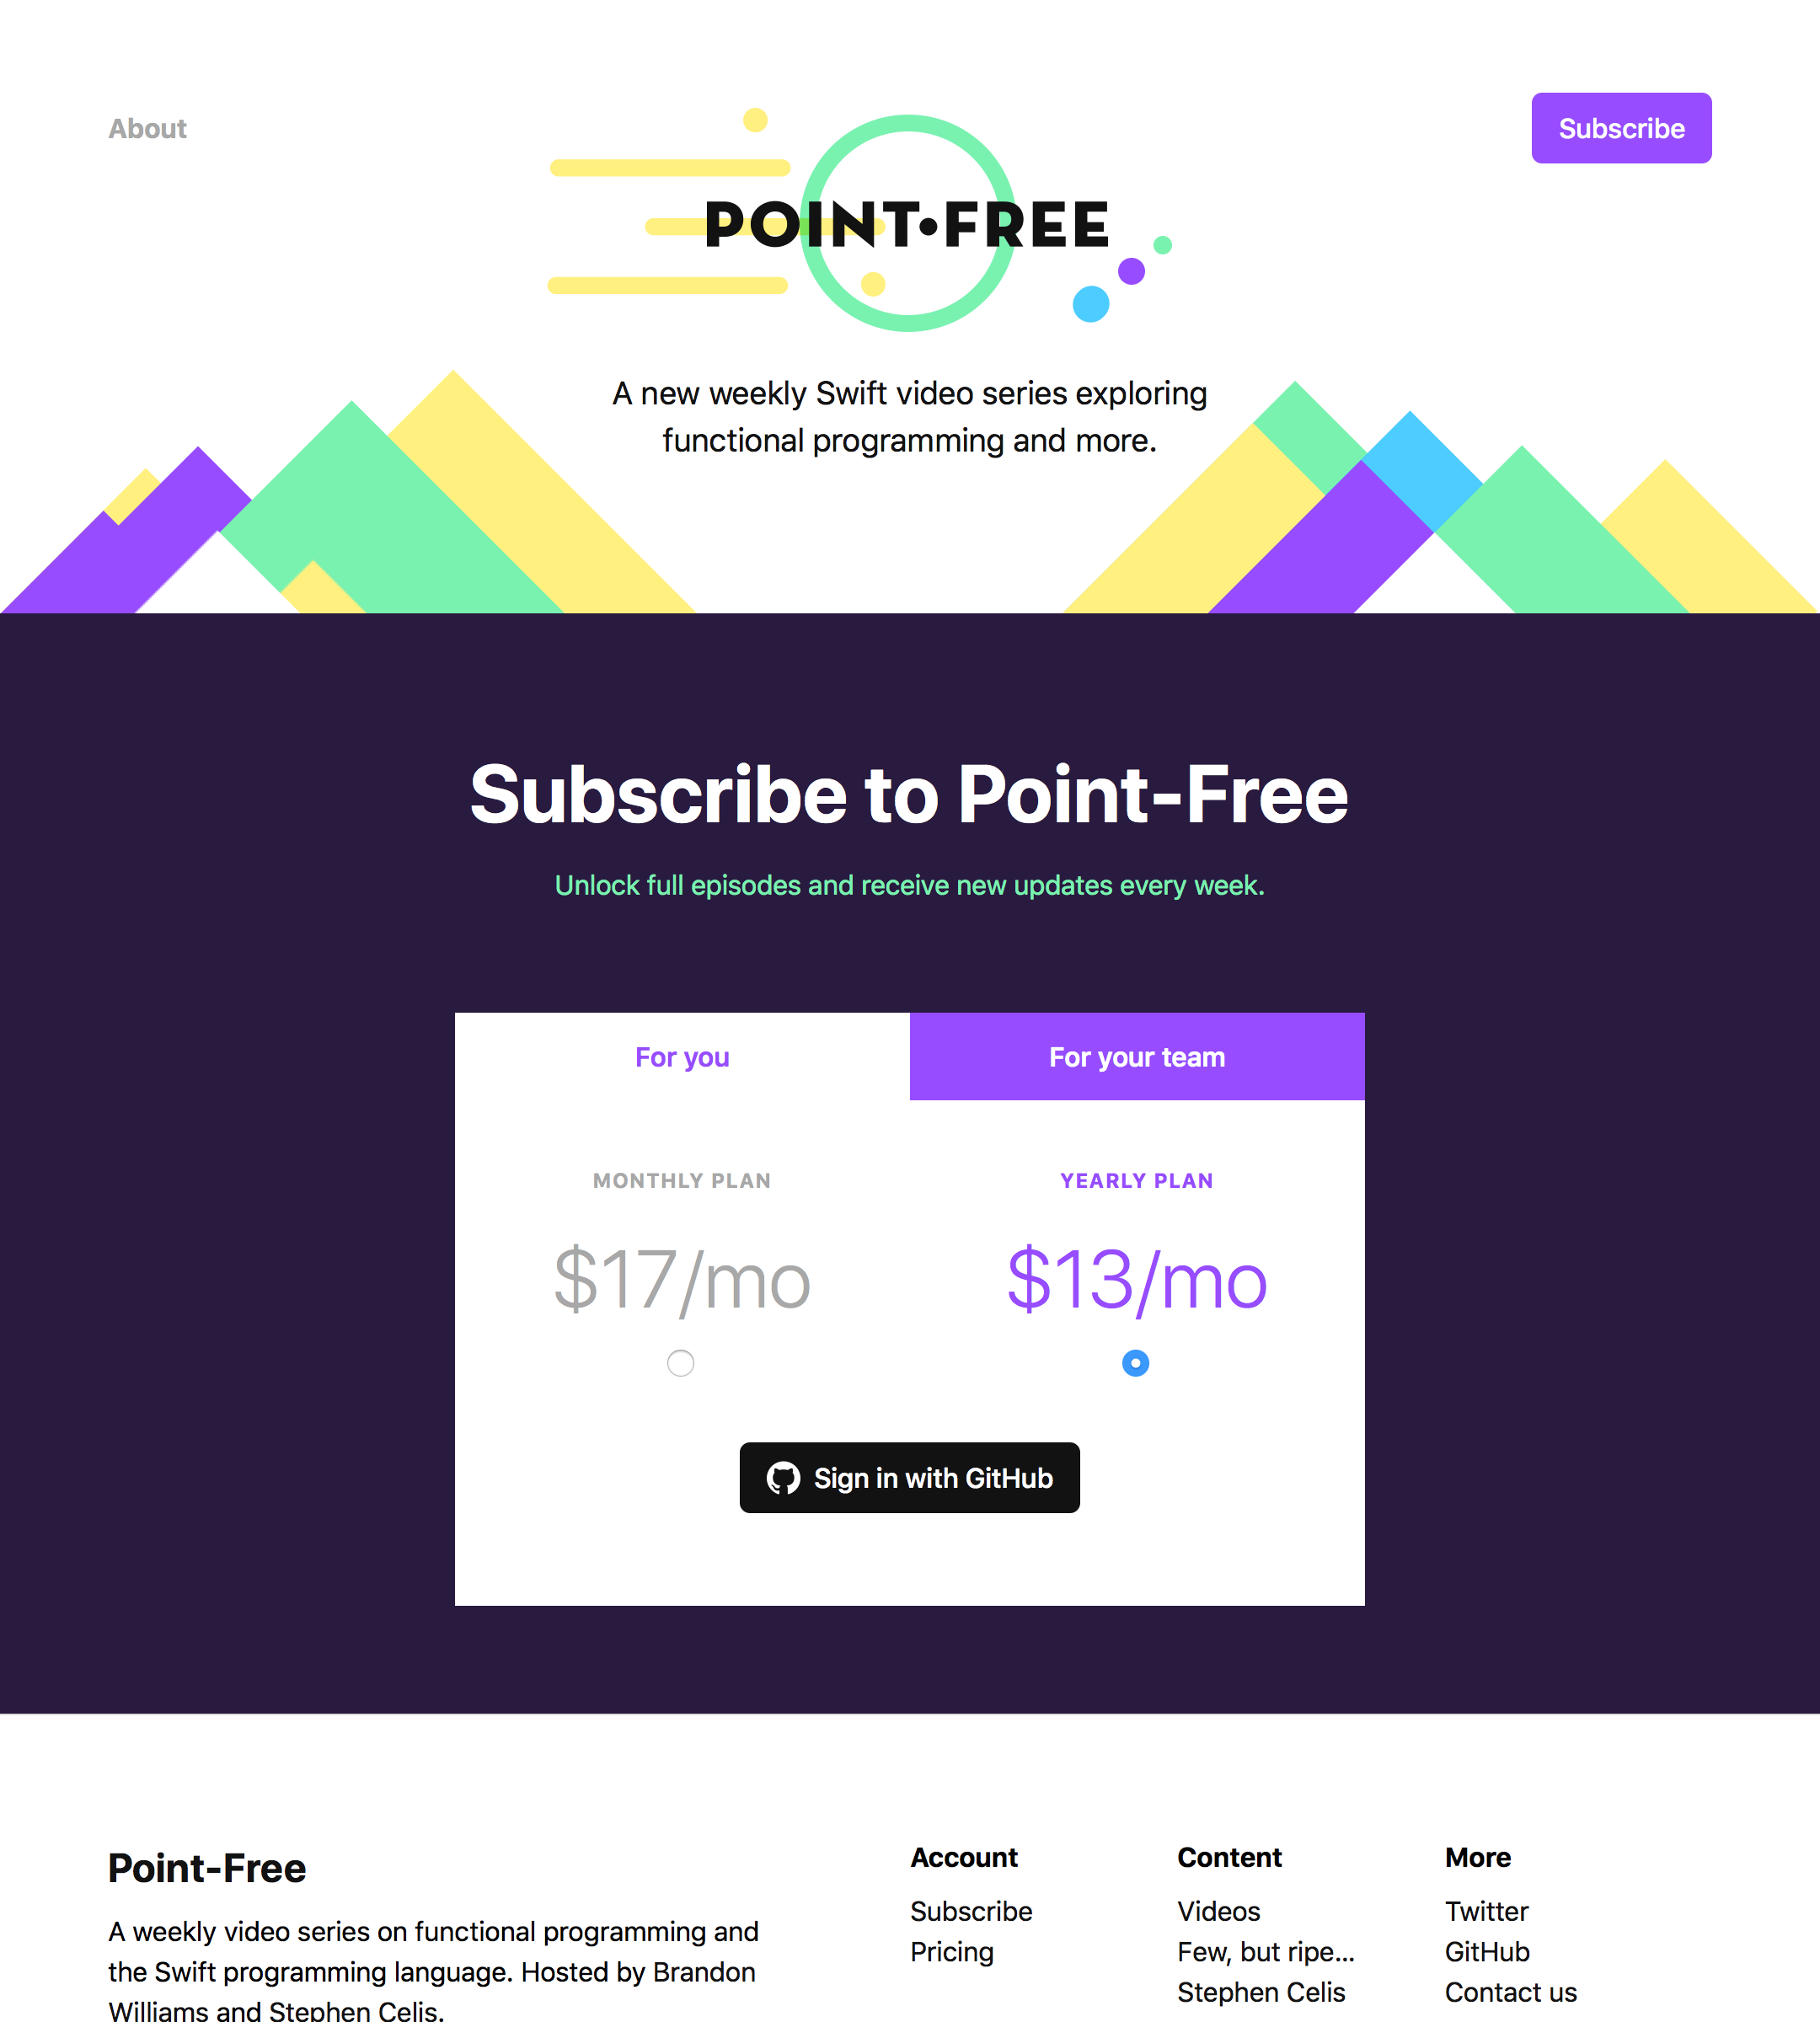 About
Subscribe
POINT•FREE
A new weekly Swift video series exploring
functional programming and more.
Subscribe to Point-Free
Unlock full episodes and receive new updates every week.
For you
For your team
MONTHLY PLAN
YEARLY PLAN
$17/mo
$13/mo
Sign in with GitHub
Point-Free
A weekly video series on functional programming and
the Swift programming language. Hosted by Brandon
Williams and Stephen Celis.
Account
Subscribe
Pricing
Content
Videos
Few, but ripe...
Stephen Celis
More
Twitter
GitHub
Contact us